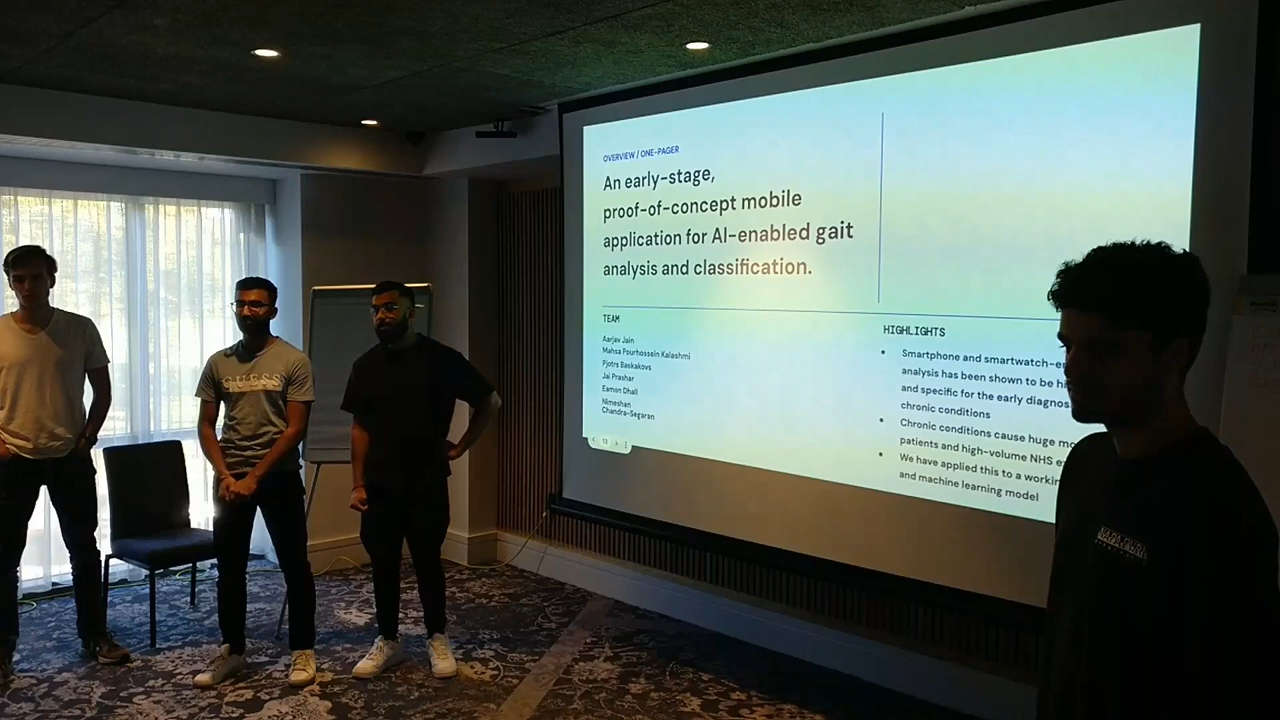 OVERVIEW / ONE-PAGER
An early-stage,
proof-of-concept mobile
application for AI-enabled gait
analysis and classification.
TEAM
Aarjav Jain
Mahsa Pourhossein Kalashmi
Pjotrs Baskakovs
Jai Prashar
Eamon Dhall
Nimeshan
Chandra-Segaran
HIGHLIGHTS
Smartphone and smartwatch-e
analysis has been shown to be hi
and specific for the early diagnos
chronic conditions
Chronic conditions cause huge mo
patients and high-volume NHS
We have applied this to a workin
and machine learning model
GUESS
13